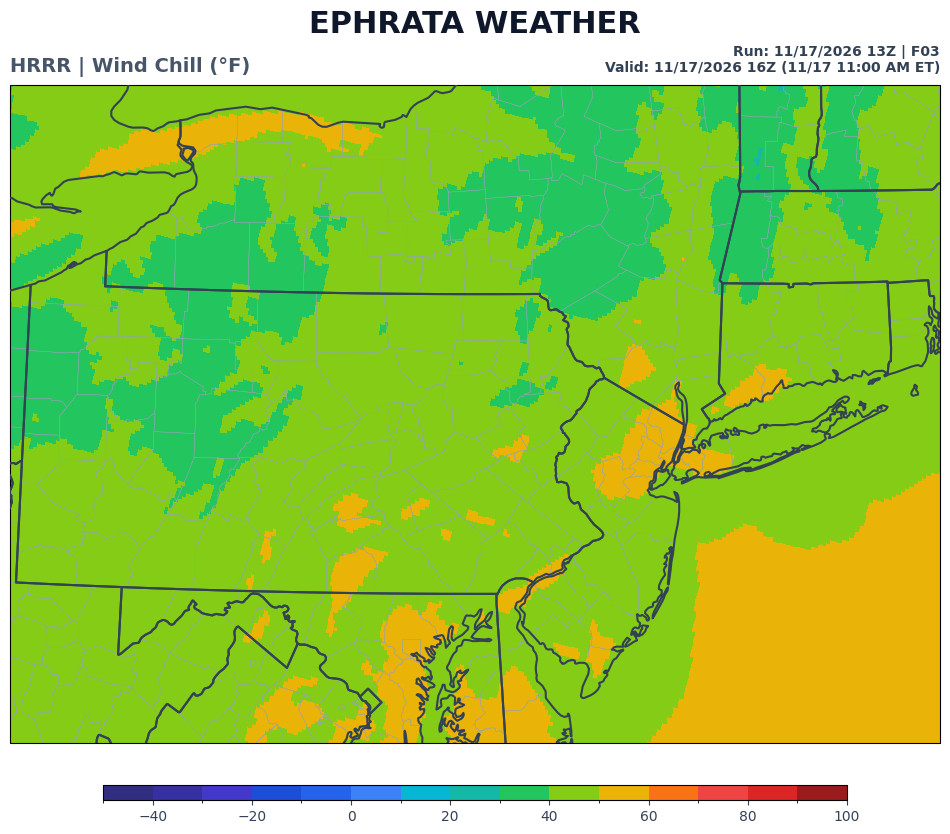 EPHRATA WEATHER
HRRR | Wind Chill (°F)
Run: 11/17/2026 13Z | F03
Valid: 11/17/2026 16Z (11/17 11:00 AM ET)
−40 −20 0 20 40 60 80 100